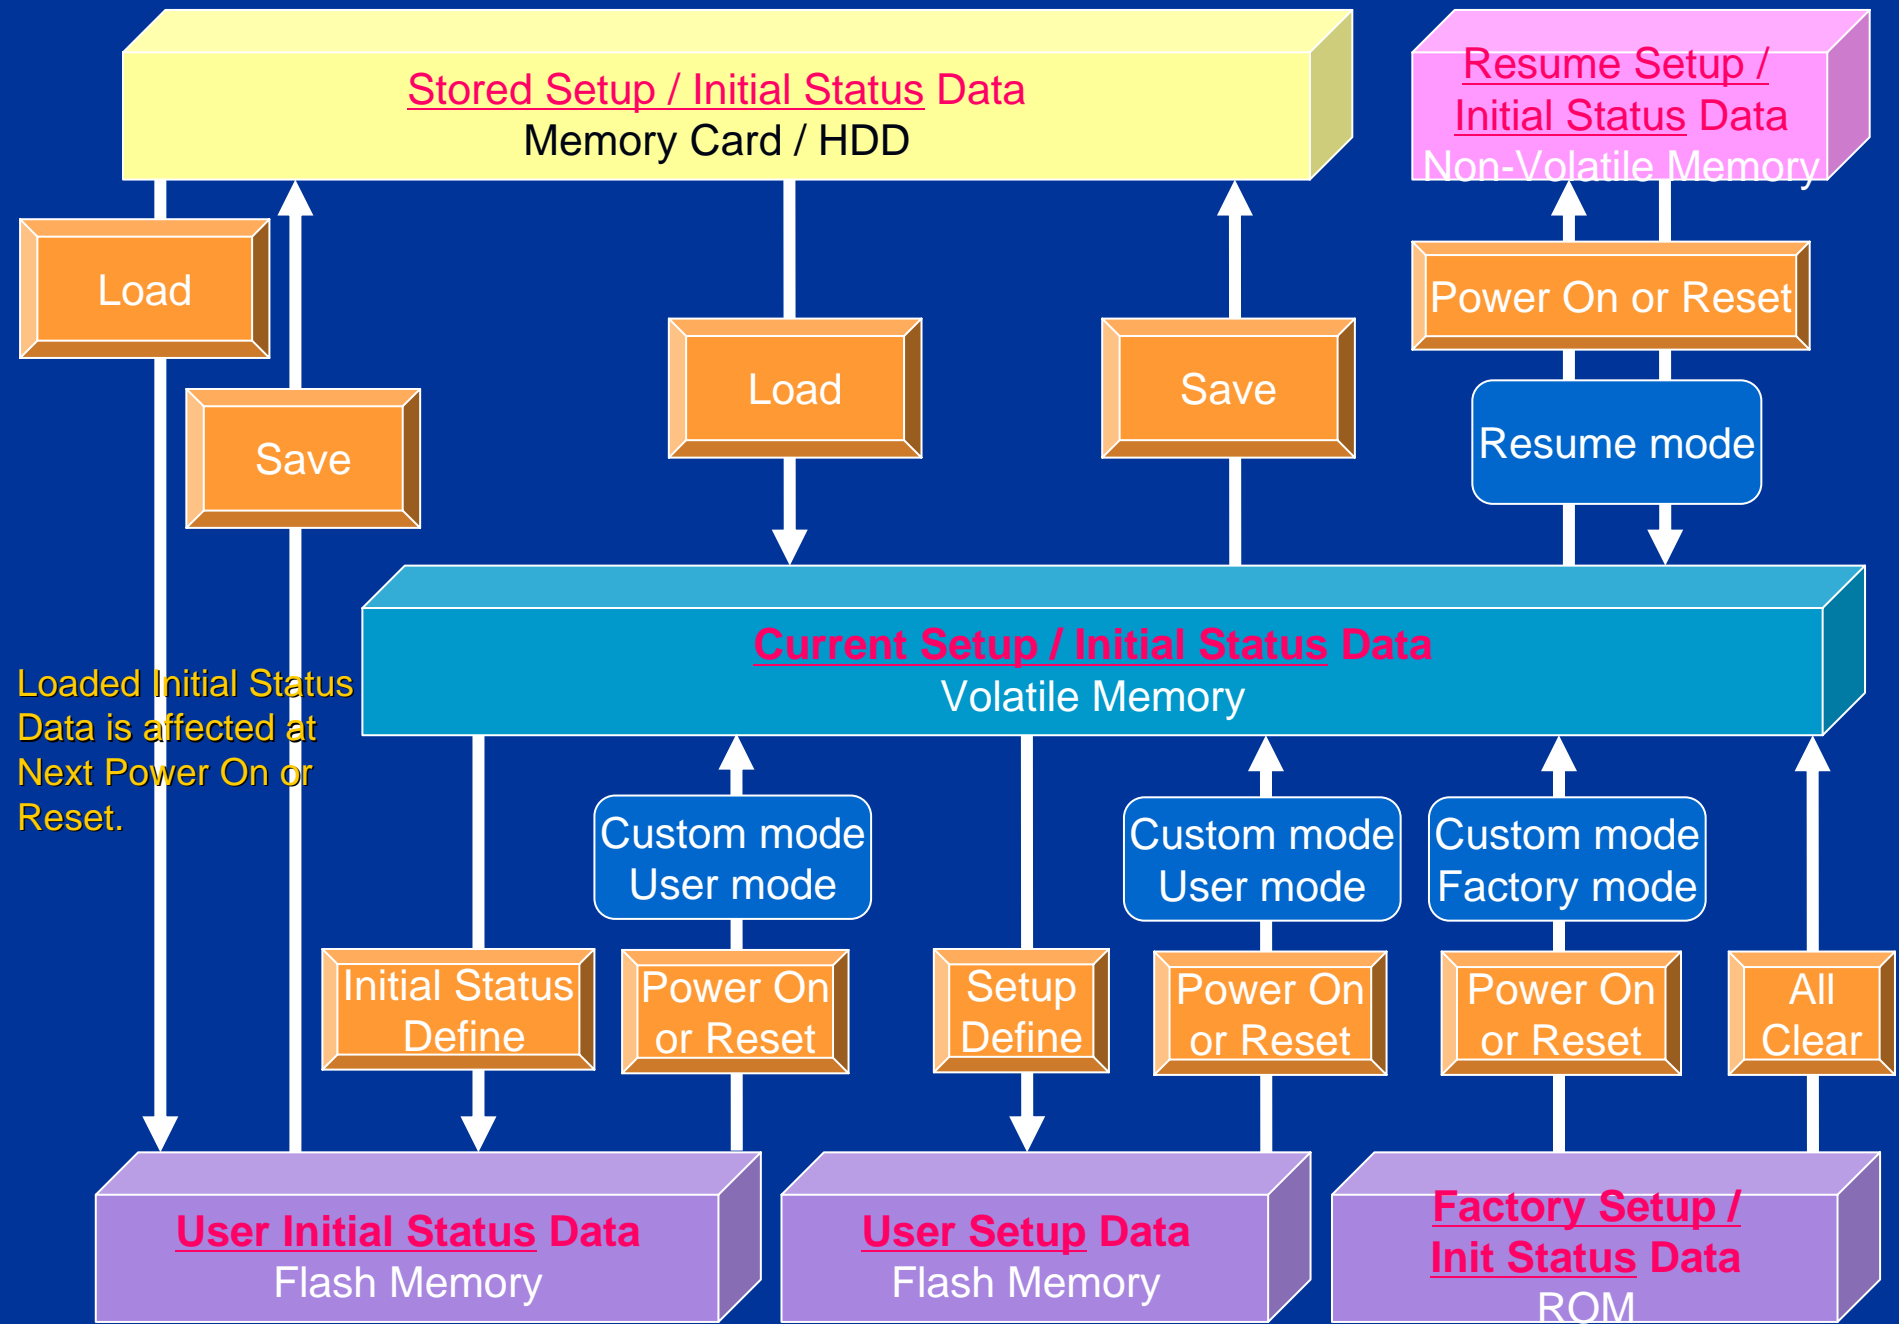 Stored Setup / Initial Status Data
Memory Card / HDD
Resume Setup /
Initial Status Data
Non-Volatile Memory
Load
Save
Load
Save
Power On or Reset
Resume mode
Current Setup / Initial Status Data
Volatile Memory
Loaded Initial Status
Data is affected at
Next Power On or
Reset.
Custom mode
User mode
Custom mode
User mode
Custom mode
Factory mode
Initial Status
Define
Power On
or Reset
Setup
Define
Power On
or Reset
Power On
or Reset
All
Clear
User Initial Status Data
Flash Memory
User Setup Data
Flash Memory
Factory Setup /
Init Status Data
ROM